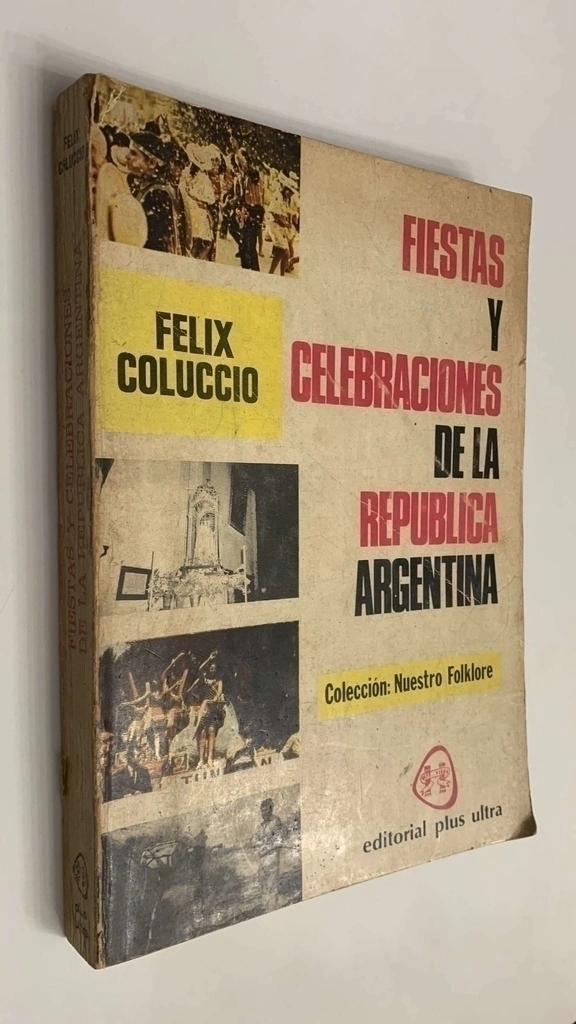 FELIX
COLUCCIO
FIESTAS
Y
CELEBRACIONES
DE LA
REPUBLICA
ARGENTINA
Colección: Nuestro Folklore
editorial plus ultra
FELIX
COLUCCIO
FIESTAS Y CELEBRACIONES
DE LA REPUBLICA ARGENTINA